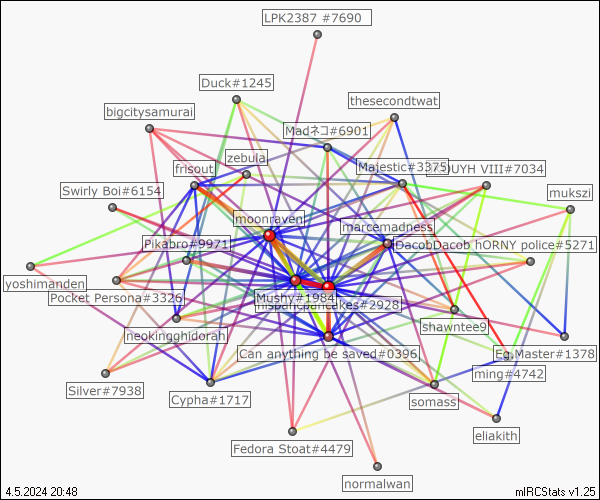 LPK2387 #7690
Duck#1245
thesecondtwat
bigcitysamurai
Madネコ#6901
zebula
frisout
Majestic#3375
UYH VIII#7034
Swirly Boi#6154
mukszi
moonraven
marcemadness
Pikabro#9971
DacobDacob hORNY police#5271
yoshimanden
Pocket Persona#3326
Mushy#1984
cakes#2928
neokingghidorah
shawntee9
Can anything be saved#0396
Eg.Master#1378
ming#4742
Silver#7938
Cypha#1717
somass
eliakith
Fedora Stoat#4479
normalwan
4.5.2024 20:48
mIRCStats v1.25